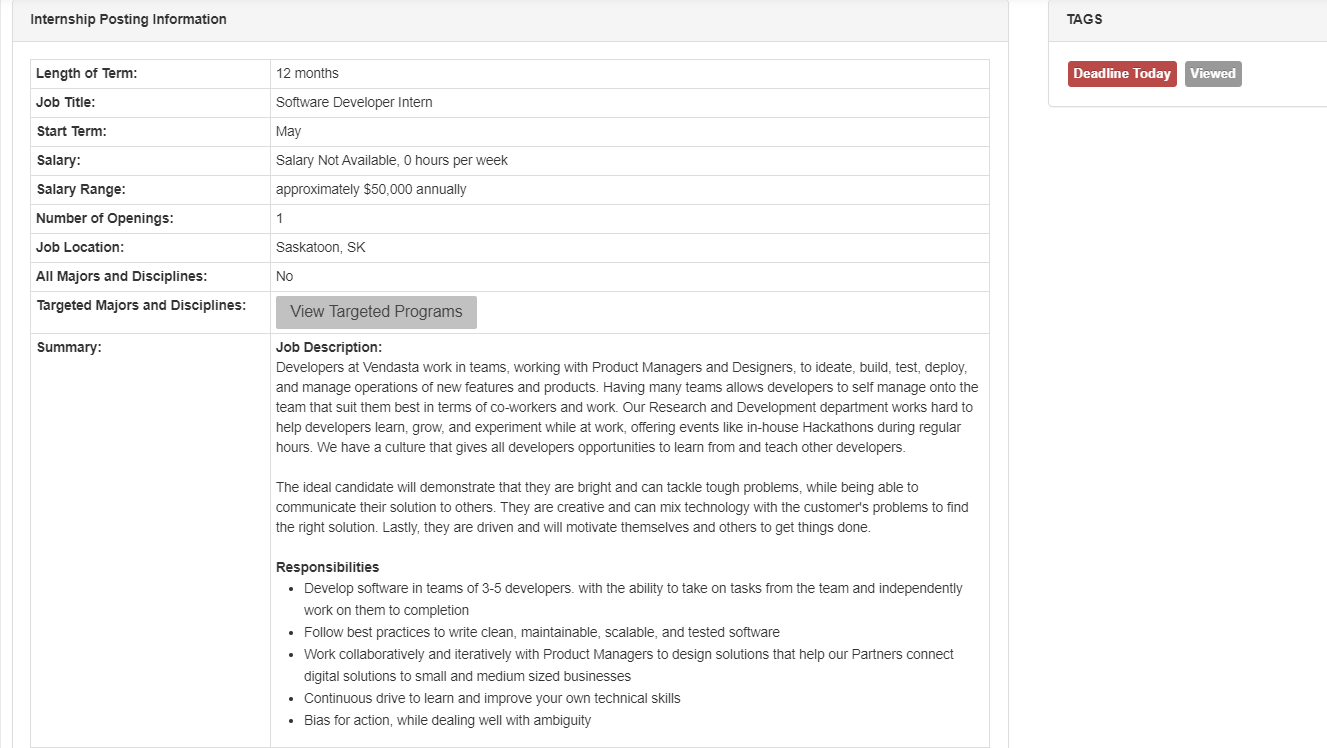 Internship Posting Information
TAGS
Deadline Today Viewed
Length of Term: 12 months
Job Title: Software Developer Intern
Start Term: May
Salary: Salary Not Available, 0 hours per week
Salary Range: approximately $50,000 annually
Number of Openings: 1
Job Location: Saskatoon, SK
All Majors and Disciplines: No
Targeted Majors and Disciplines: View Targeted Programs
Summary: Job Description:
Developers at Vendasta work in teams, working with Product Managers and Designers, to ideate, build, test, deploy,
and manage operations of new features and products. Having many teams allows developers to self manage onto the
team that suit them best in terms of co-workers and work. Our Research and Development department works hard to
help developers learn, grow, and experiment while at work, offering events like in-house Hackathons during regular
hours. We have a culture that gives all developers opportunities to learn from and teach other developers.
The ideal candidate will demonstrate that they are bright and can tackle tough problems, while being able to
communicate their solution to others. They are creative and can mix technology with the customer's problems to find
the right solution. Lastly, they are driven and will motivate themselves and others to get things done.
Responsibilities
• Develop software in teams of 3-5 developers. with the ability to take on tasks from the team and independently
work on them to completion
• Follow best practices to write clean, maintainable, scalable, and tested software
• Work collaboratively and iteratively with Product Managers to design solutions that help our Partners connect
digital solutions to small and medium sized businesses
• Continuous drive to learn and improve your own technical skills
• Bias for action, while dealing well with ambiguity